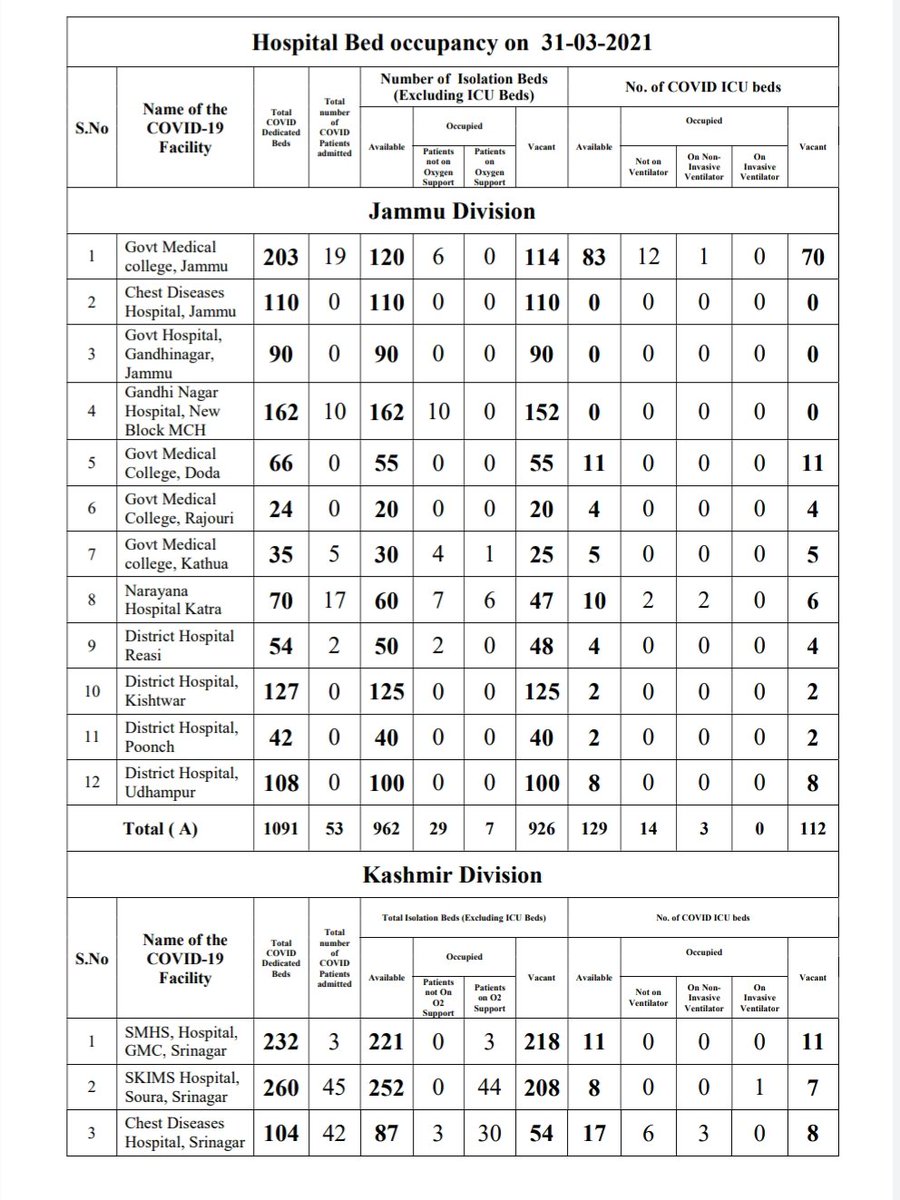 Hospital Bed occupancy on 31-03-2021
S.No
Name of the
COVID-19
Facility
Total
COVID
Dedicated
Beds
Total
number
of
COVID
Patients
admitted
Number of Isolation Beds
(Excluding ICU Beds)
No. of COVID ICU beds
Available
Occupied
Vacant
Available
Occupied
Vacant
Patients
not on
Oxygen
Support
Patients
on
Oxygen
Support
Not on
Ventilator
On Non-
Invasive
Ventilator
On
Invasive
Ventilator
Jammu Division
1 Govt Medical
college, Jammu 203 19 120 6 0 114 83 12 1 0 70
2 Chest Diseases
Hospital, Jammu 110 0 110 0 0 110 0 0 0 0 0
3 Govt Hospital,
Gandhinagar,
Jammu 90 0 90 0 0 90 0 0 0 0 0
4 Gandhi Nagar
Hospital, New
Block MCH 162 10 162 10 0 152 0 0 0 0 0
5 Govt Medical
College, Doda 66 0 55 0 0 55 11 0 0 0 11
6 Govt Medical
College, Rajouri 24 0 20 0 0 20 4 0 0 0 4
7 Govt Medical
college, Kathua 35 5 30 4 1 25 5 0 0 0 5
8 Narayana
Hospital Katra 70 17 60 7 6 47 10 2 2 0 6
9 District Hospital
Reasi 54 2 50 2 0 48 4 0 0 0 4
10 District Hospital,
Kishtwar 127 0 125 0 0 125 2 0 0 0 2
11 District Hospital,
Poonch 42 0 40 0 0 40 2 0 0 0 2
12 District Hospital,
Udhampur 108 0 100 0 0 100 8 0 0 0 8
Total ( A) 1091 53 962 29 7 926 129 14 3 0 112
Kashmir Division
S.No
Name of the
COVID-19
Facility
Total
COVID
Dedicated
Beds
Total
number
of
COVID
Patients
admitted
Total Isolation Beds (Excluding ICU Beds)
No. of COVID ICU beds
Available
Occupied
Vacant
Available
Occupied
Vacant
Patients
not On
O2
Support
Patients
on O2
Support
Not on
Ventilator
On Non-
Invasive
Ventilator
On
Invasive
Ventilator
1 SMHS, Hospital,
GMC, Srinagar 232 3 221 0 3 218 11 0 0 0 11
2 SKIMS Hospital,
Soura, Srinagar 260 45 252 0 44 208 8 0 0 1 7
3 Chest Diseases
Hospital, Srinagar 104 42 87 3 30 54 17 6 3 0 8